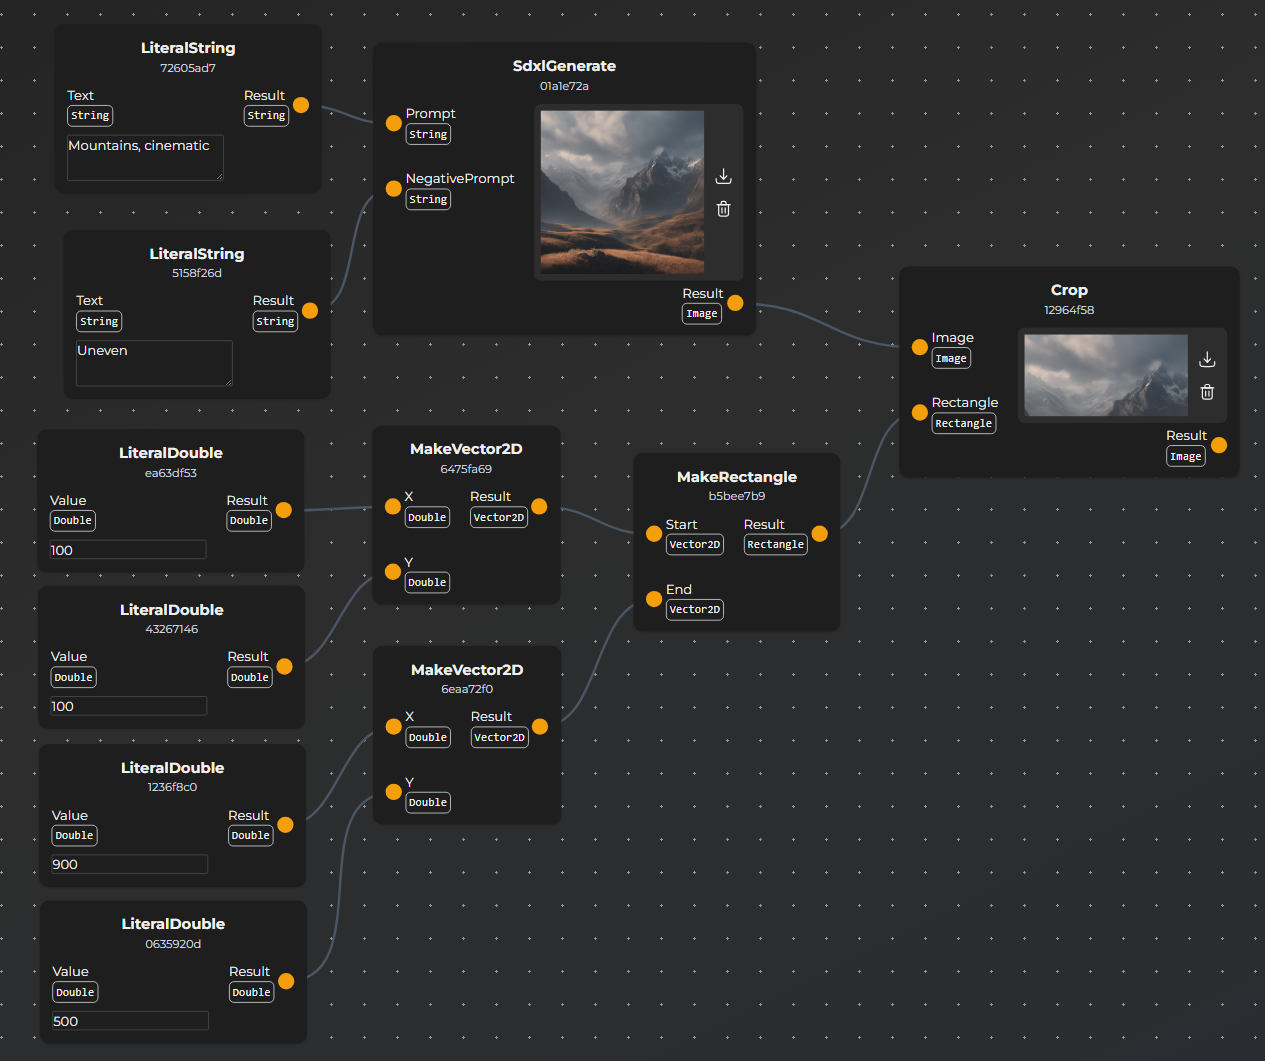 LiteralString
72605ad7
Text Result
String String
Mountains, cinematic
LiteralString
5158f26d
Text Result
String String
Uneven
SdxlGenerate
01a1e72a
Prompt
String
NegativePrompt
String
Result
Image
Crop
12964f58
Image
Image
Rectangle
Rectangle
Result
Image
LiteralDouble
ea63df53
Value Result
Double Double
100
LiteralDouble
43267146
Value Result
Double Double
100
LiteralDouble
1236f8c0
Value Result
Double Double
900
LiteralDouble
0635920d
Value Result
Double Double
500
MakeVector2D
6475fa69
X Result
Double Vector2D
Y
Double
MakeVector2D
6eaa72f0
X Result
Double Vector2D
Y
Double
MakeRectangle
b5bee7b9
Start Result
Vector2D Rectangle
End
Vector2D